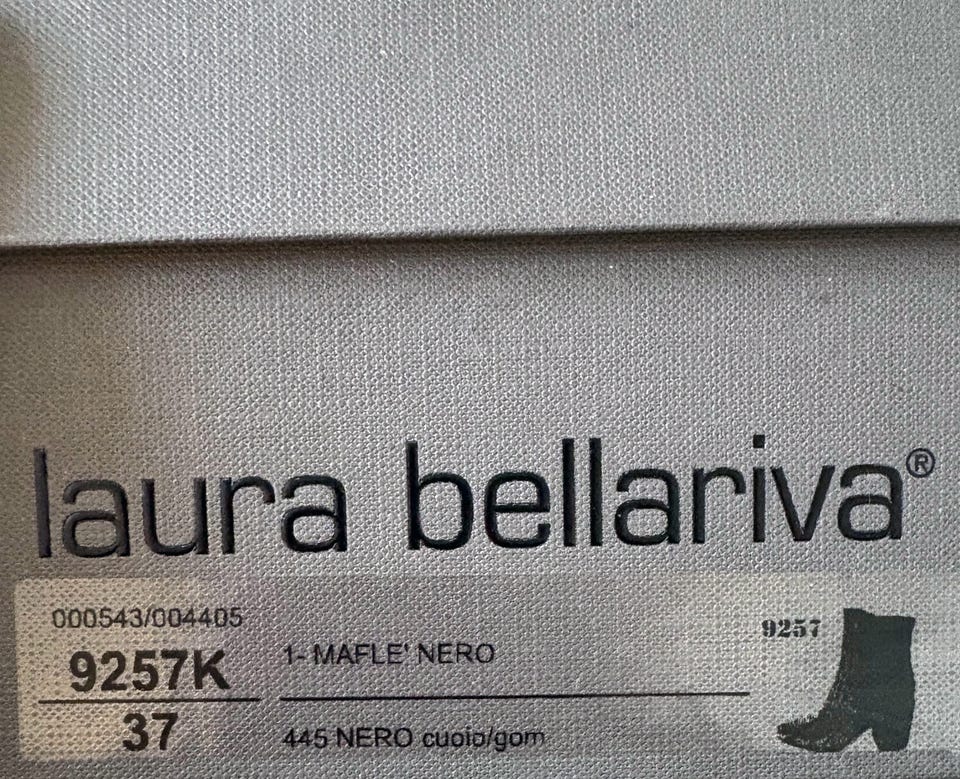 laura bellariva®
000543/004405
9257K
37
1- MAFLE' NERO
445 NERO cuoio/gom
9257